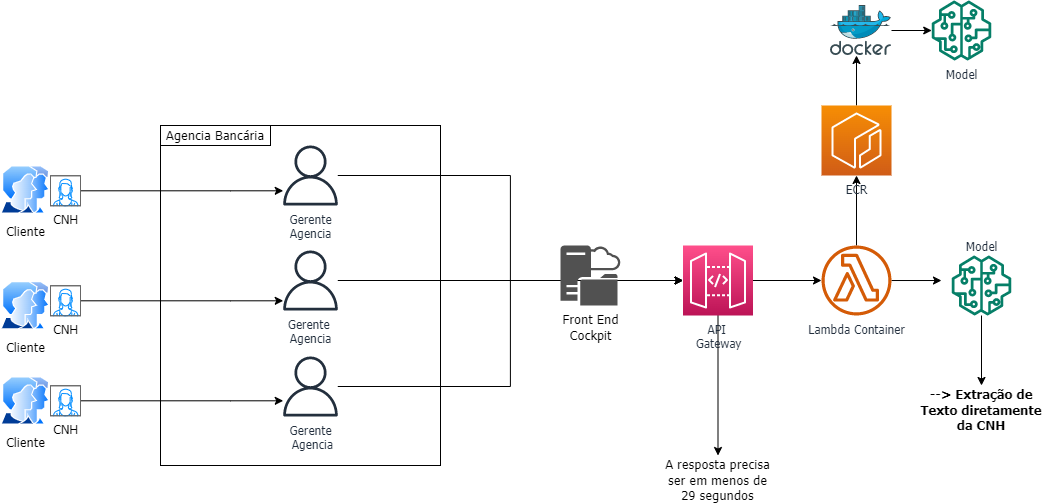 docker
Model
Agencia Bancária
ECR
CNH
Cliente
Gerente
Agencia
CNH
Cliente
Gerente
Agencia
CNH
Cliente
Gerente
Agencia
Front End
Cockpit
API
Gateway
Lambda Container
Model
--> Extração de
Texto diretamente
da CNH
A resposta precisa
ser em menos de
29 segundos